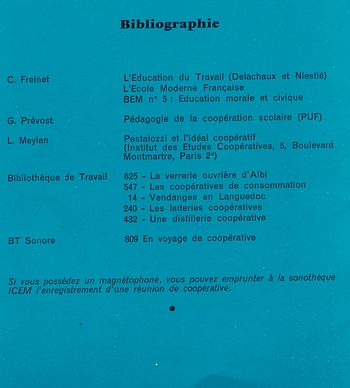 Bibliographie
C. Freinet L'Education du Travail (Delachaux et Niestlé)
L'Ecole Moderne Française
BEM n° 5 : Education morale et civique
G. Prévost Pédagogie de la coopération scolaire (PUF)
L. Meylan Pestalozzi et l'idéal coopératif
(Institut des Etudes Coopératives, 5, Boulevard
Montmartre, Paris 2e)
Bibliothèque de Travail 625 - La verrerie ouvrière d'Albi
547 - Les coopératives de consommation
14 - Vendanges en Languedoc
240 - Les laiteries coopératives
432 - Une distillerie coopérative
BT Sonore 809 En voyage de coopérative
Si vous possédez un magnétophone, vous pouvez emprunter à la sonothèque
ICEM l'enregistrement d'une réunion de coopérative.